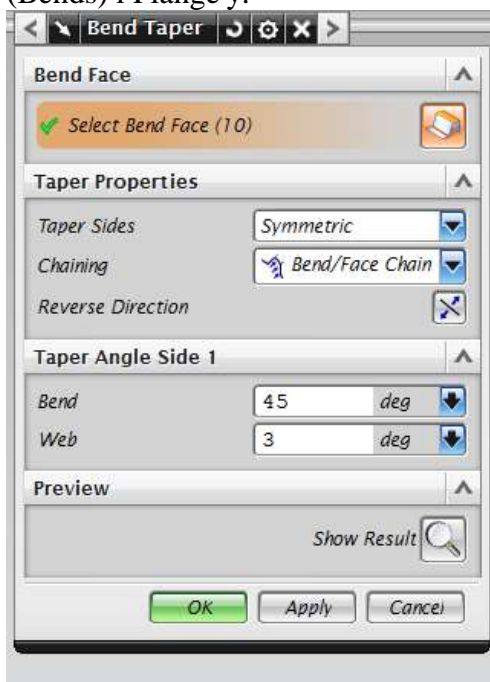 Bend Taper
Bend Face
Select Bend Face (10)
Taper Properties
Taper Sides Symmetric
Chaining Bend/Face Chain
Reverse Direction
Taper Angle Side 1
Bend 45 deg
Web 3 deg
Preview
Show Result
OK Apply Cancel